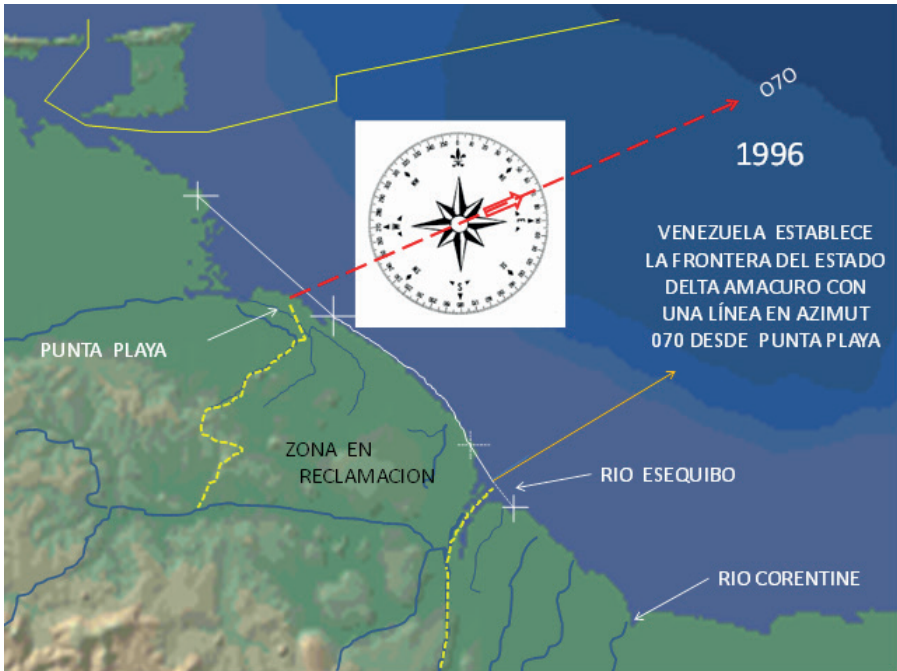 070
1996
VENEZUELA ESTABLECE
LA FRONTERA DEL ESTADO
DELTA AMACURO CON
UNA LÍNEA EN AZIMUT
070 DESDE PUNTA PLAYA
PUNTA PLAYA
ZONA EN
RECLAMACION
RIO ESEQUIBO
RIO CORENTINE